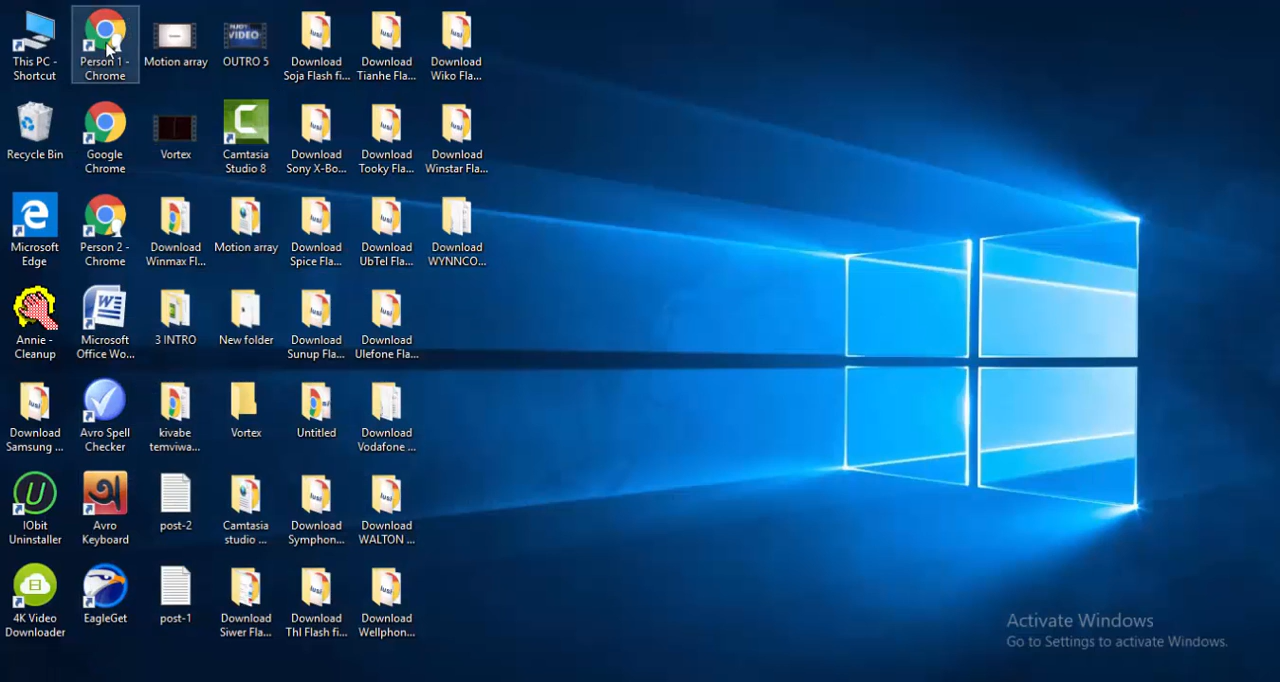 This PC -
Shortcut
Person 1 -
Chrome
Motion array
OUTRO 5
Download
Soja Flash fi...
Download
Tianhe Fla...
Download
Wiko Fla...
Recycle Bin
Google
Chrome
Vortex
Camtasia
Studio 8
Download
Sony X-Bo...
Download
Tooky Fla...
Download
Winstar Fla...
Microsoft
Edge
Person 2 -
Chrome
Download
Winmax Fl...
Motion array
Download
Spice Fla...
Download
UbTel Fla...
Download
WYNNCO...
Annie -
Cleanup
Microsoft
Office Wo...
3 INTRO
New folder
Download
Sunup Fla...
Download
Ulefone Fla...
Download
Samsung ...
Avro Spell
Checker
kivabe
temviwa...
Vortex
Untitled
Download
Vodafone ...
IObit
Uninstaller
Avro
Keyboard
post-2
Camtasia
studio ...
Download
Symphon...
Download
WALTON ...
4K Video
Downloader
EagleGet
post-1
Download
Siwer Fla...
Download
Thl Flash fi...
Download
Wellphon...
Activate Windows
Go to Settings to activate Windows.